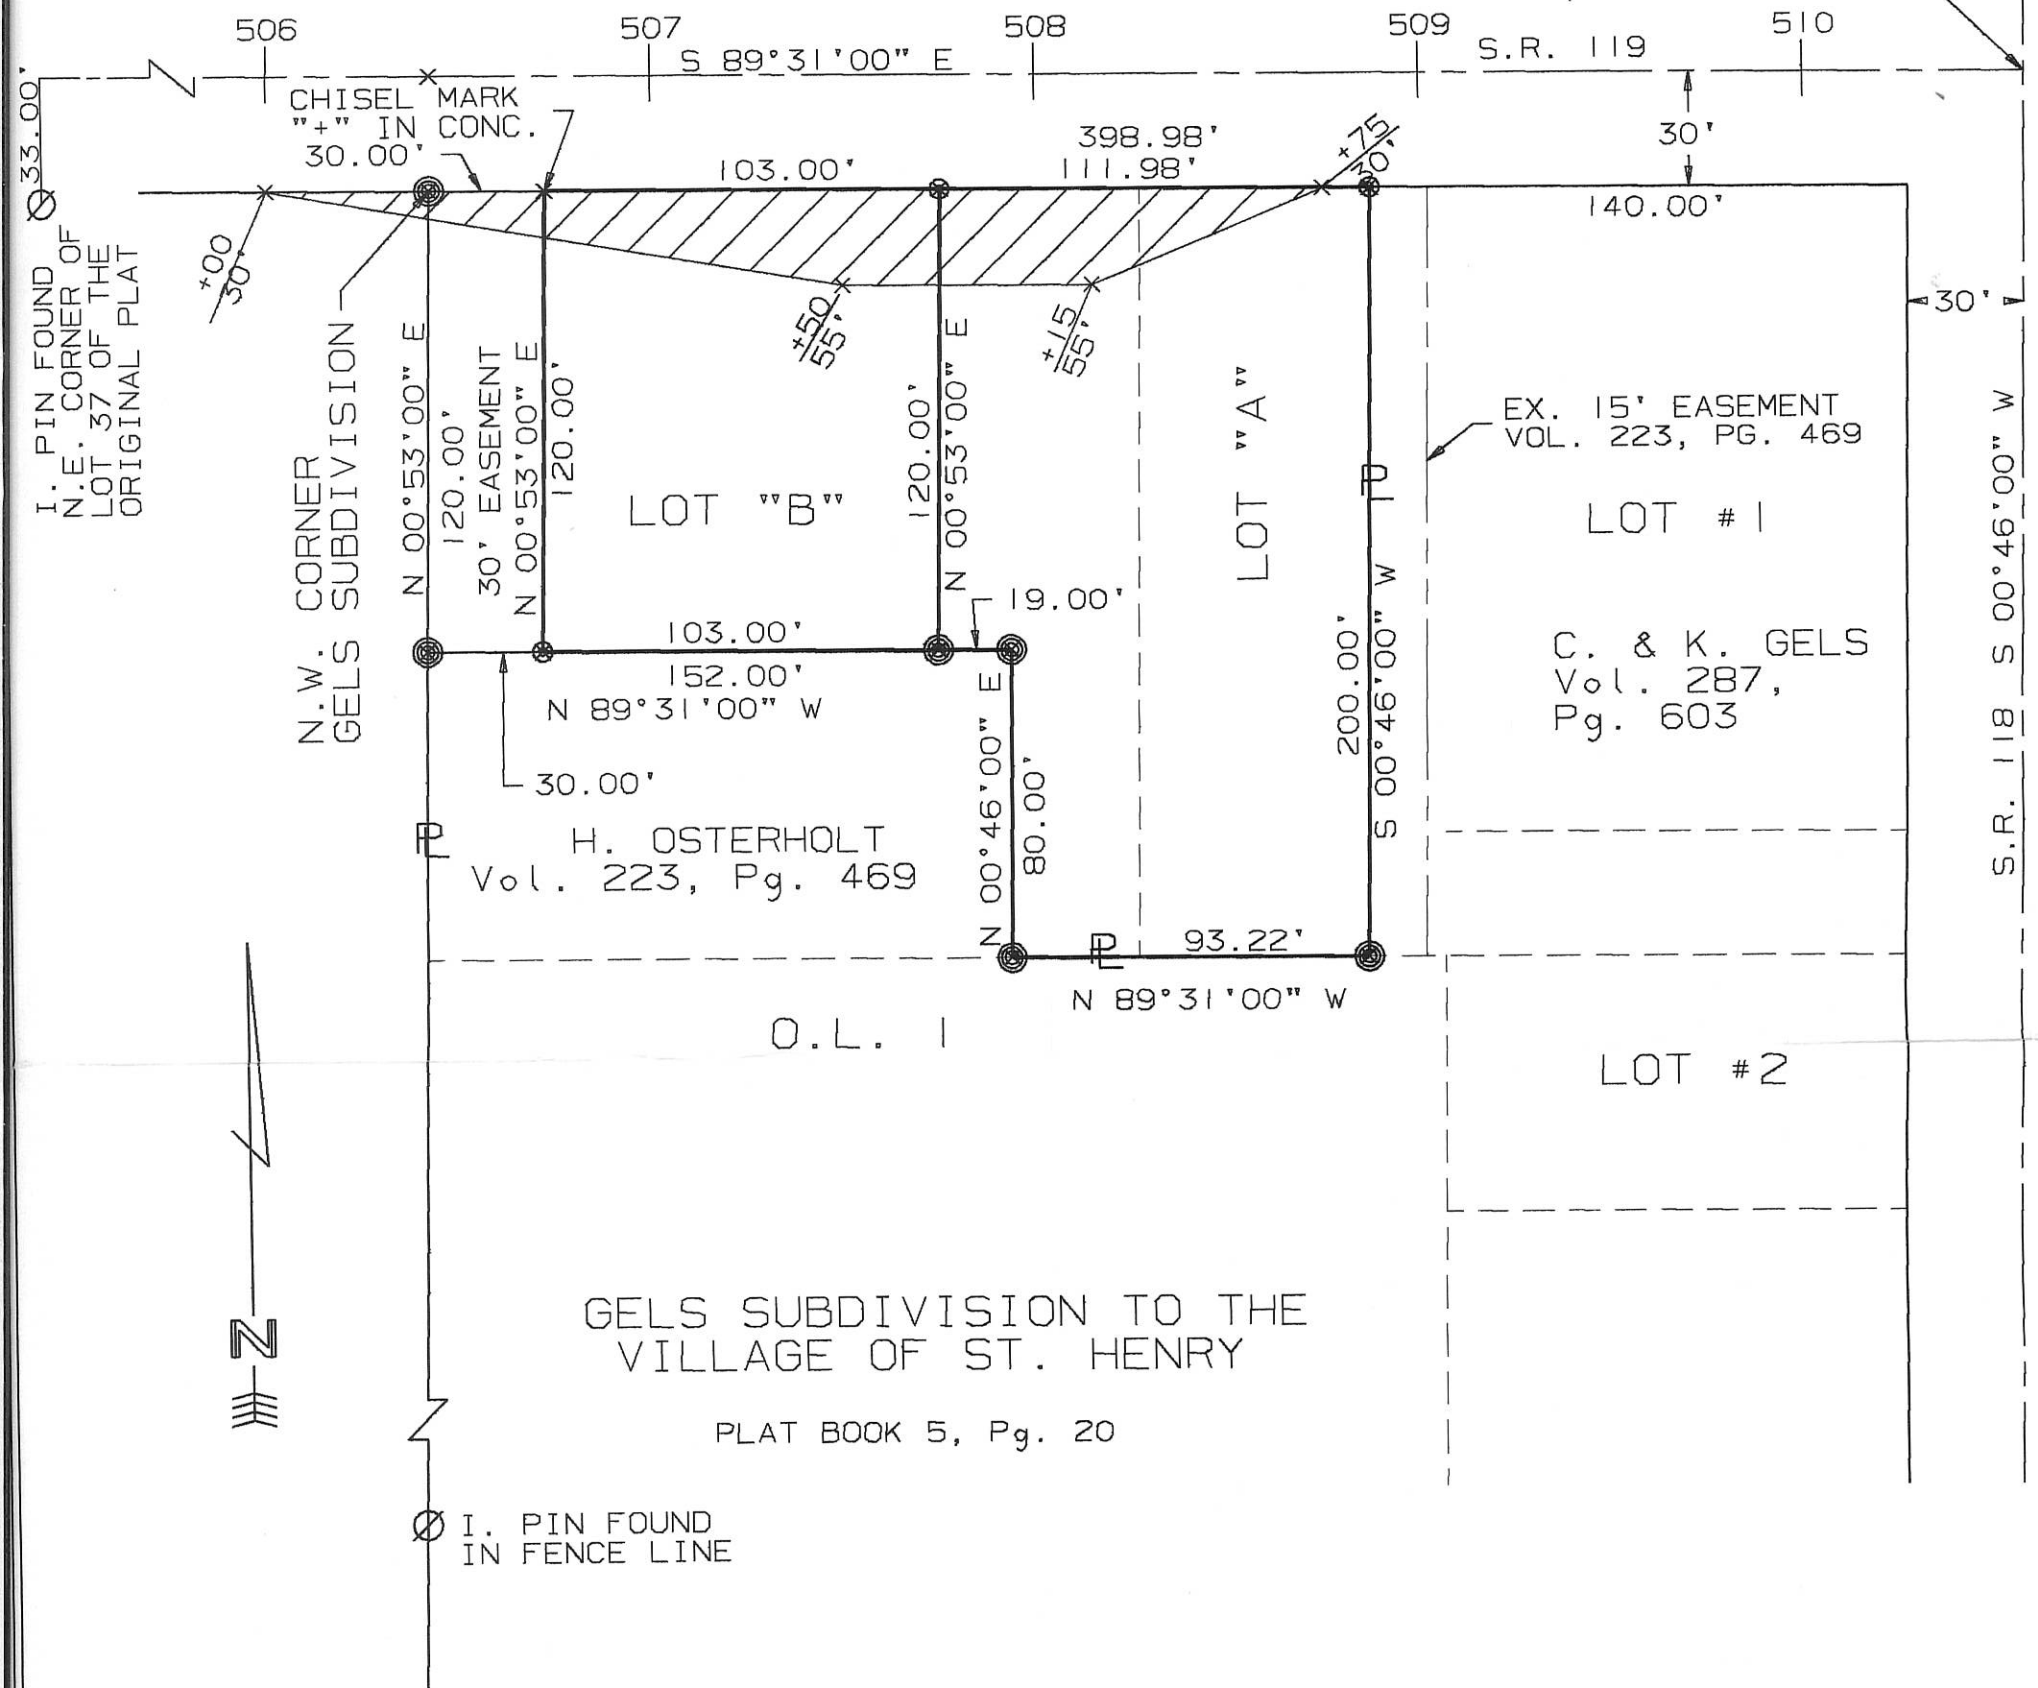 506
507
508
509
510
S 89°31'00" E
S.R. 119
33.00'
CHISEL MARK
"+" IN CONC.
30.00'
103.00'
398.98'
111.98'
+75
30'
30'
140.00'
I. PIN FOUND
N.E. CORNER OF
LOT 37 OF THE
ORIGINAL PLAT
+00
30'
N.W. CORNER
GELS SUBDIVISION
N 00°53'00" E
120.00'
30' EASEMENT
N 00°53'00" E
120.00'
+50
55'
LOT "B"
120.00'
N 00°53'00" E
+15
55'
LOT "A"
PL
200.00'
S 00°46'00" W
EX. 15' EASEMENT
VOL. 223, PG. 469
LOT #1
C. & K. GELS
Vol. 287,
Pg. 603
30'
S.R. 118 S 00°46'00" W
19.00'
103.00'
152.00'
N 89°31'00" W
30.00'
PL
H. OSTERHOLT
Vol. 223, Pg. 469
N 00°46'00" E
80.00'
PL
93.22'
N 89°31'00" W
O.L. 1
LOT #2
N
GELS SUBDIVISION TO THE
VILLAGE OF ST. HENRY
PLAT BOOK 5, Pg. 20
I. PIN FOUND
IN FENCE LINE